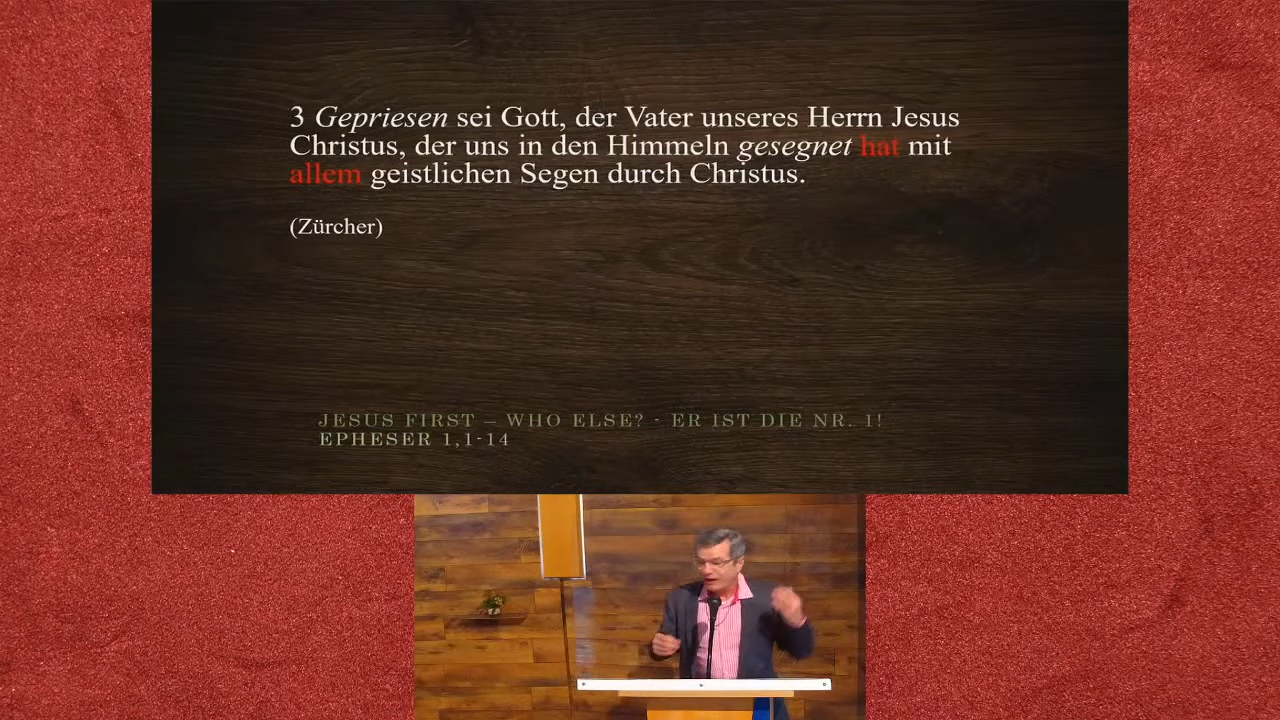 3 Gepriesen sei Gott, der Vater unseres Herrn Jesus
Christus, der uns in den Himmeln gesegnet hat mit
allem geistlichen Segen durch Christus.
(Zürcher)
JESUS FIRST – WHO ELSE? - ER IST DIE NR. 1!
EPHESER 1,1-14